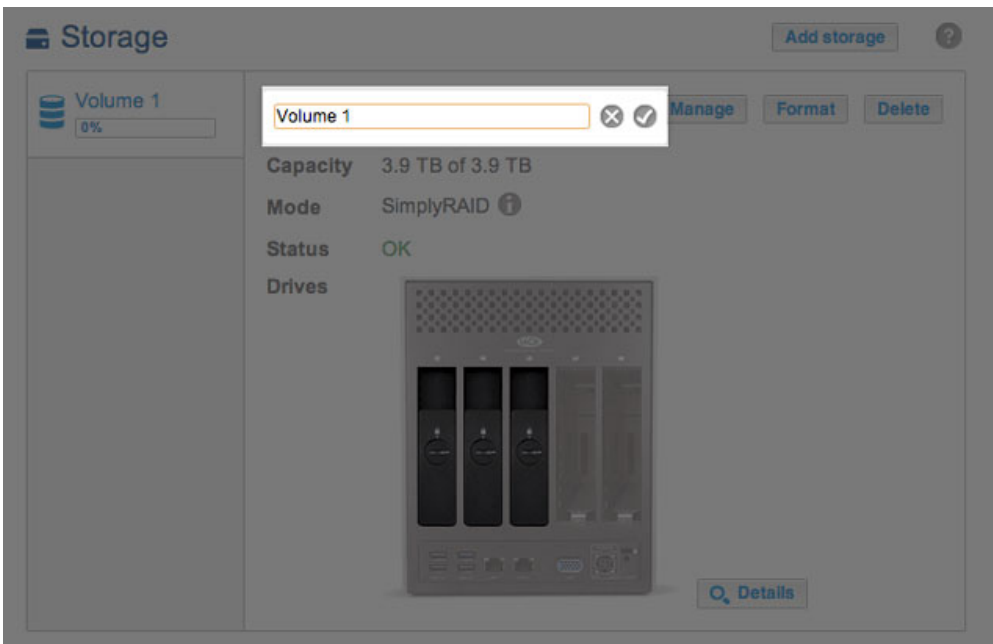 Storage
Add storage
?
Volume 1
0%
Volume 1
Manage
Format
Delete
Capacity 3.9 TB of 3.9 TB
Mode SimplyRAID i
Status OK
Drives
Details